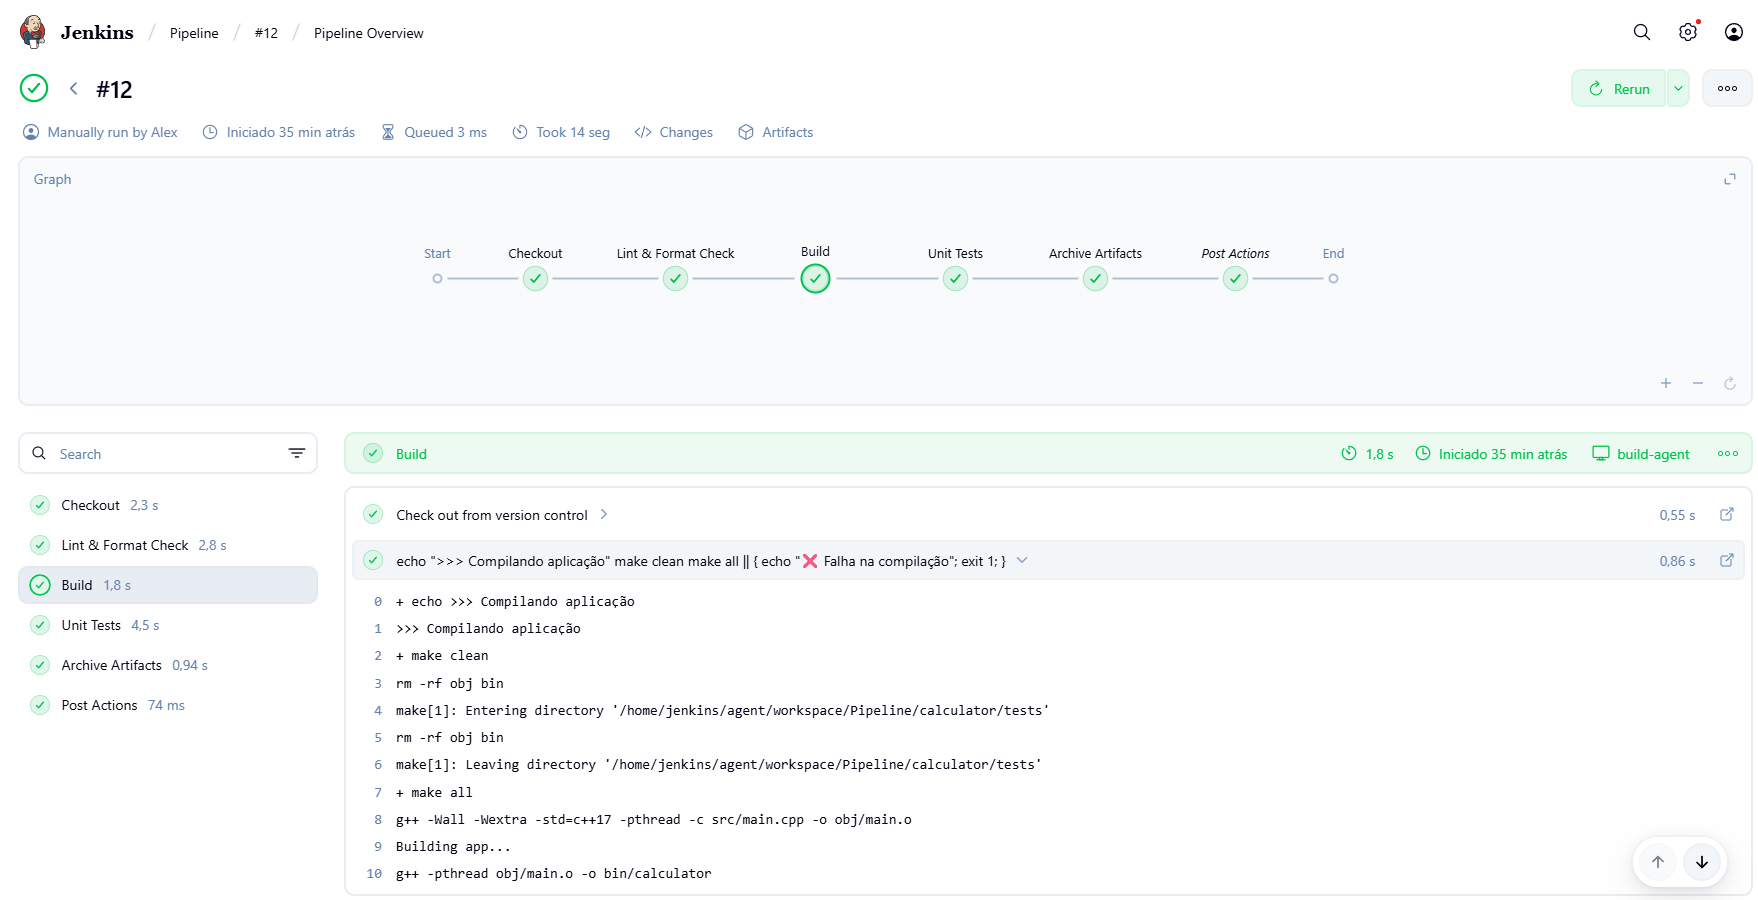 Jenkins / Pipeline / #12 / Pipeline Overview
#12
Rerun
Manually run by Alex Iniciado 35 min atrás Queued 3 ms Took 14 seg Changes Artifacts
Graph
Start Checkout Lint & Format Check Build Unit Tests Archive Artifacts Post Actions End
Search
Checkout 2,3 s
Lint & Format Check 2,8 s
Build 1,8 s
Unit Tests 4,5 s
Archive Artifacts 0,94 s
Post Actions 74 ms
Build 1,8 s Iniciado 35 min atrás build-agent
Check out from version control 0,55 s
echo ">>> Compilando aplicação" make clean make all || { echo "❌ Falha na compilação"; exit 1; } 0,86 s
0 + echo >>> Compilando aplicação
1 >>> Compilando aplicação
2 + make clean
3 rm -rf obj bin
4 make[1]: Entering directory '/home/jenkins/agent/workspace/Pipeline/calculator/tests'
5 rm -rf obj bin
6 make[1]: Leaving directory '/home/jenkins/agent/workspace/Pipeline/calculator/tests'
7 + make all
8 g++ -Wall -Wextra -std=c++17 -pthread -c src/main.cpp -o obj/main.o
9 Building app...
10 g++ -pthread obj/main.o -o bin/calculator